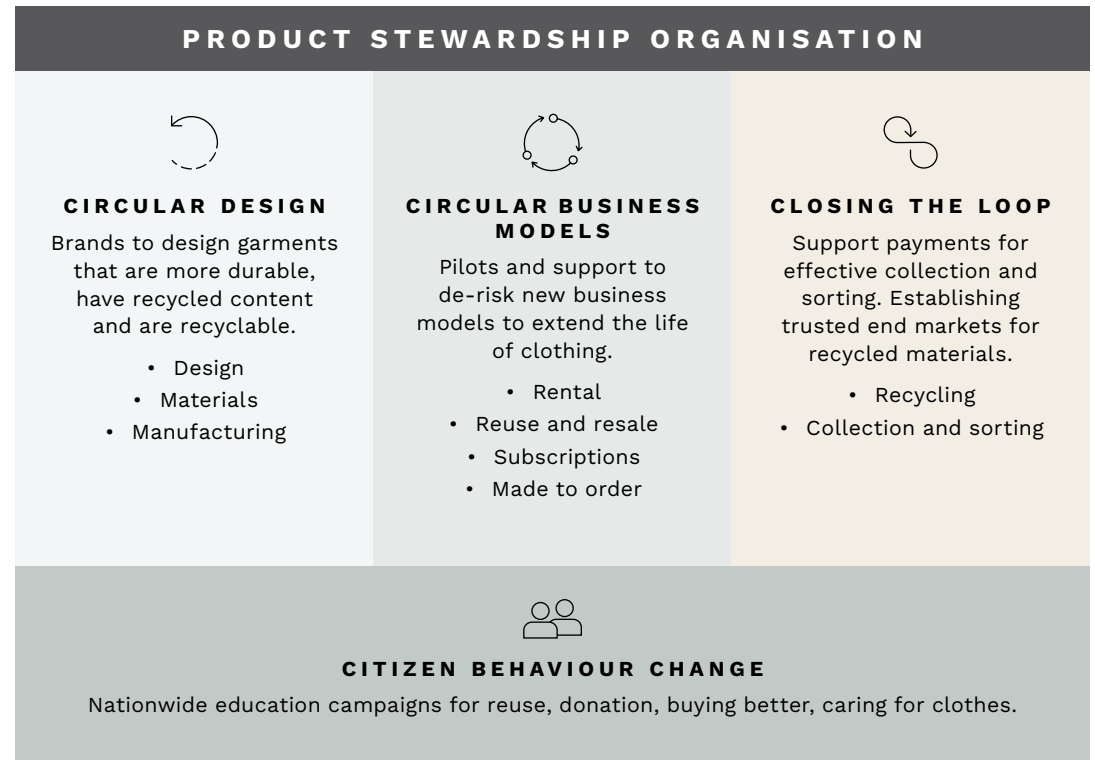 PRODUCT STEWARDSHIP ORGANISATION
CIRCULAR DESIGN
Brands to design garments
that are more durable,
have recycled content
and are recyclable.
• Design
• Materials
• Manufacturing
CIRCULAR BUSINESS
MODELS
Pilots and support to
de-risk new business
models to extend the life
of clothing.
• Rental
• Reuse and resale
• Subscriptions
• Made to order
CLOSING THE LOOP
Support payments for
effective collection and
sorting. Establishing
trusted end markets for
recycled materials.
• Recycling
• Collection and sorting
CITIZEN BEHAVIOUR CHANGE
Nationwide education campaigns for reuse, donation, buying better, caring for clothes.